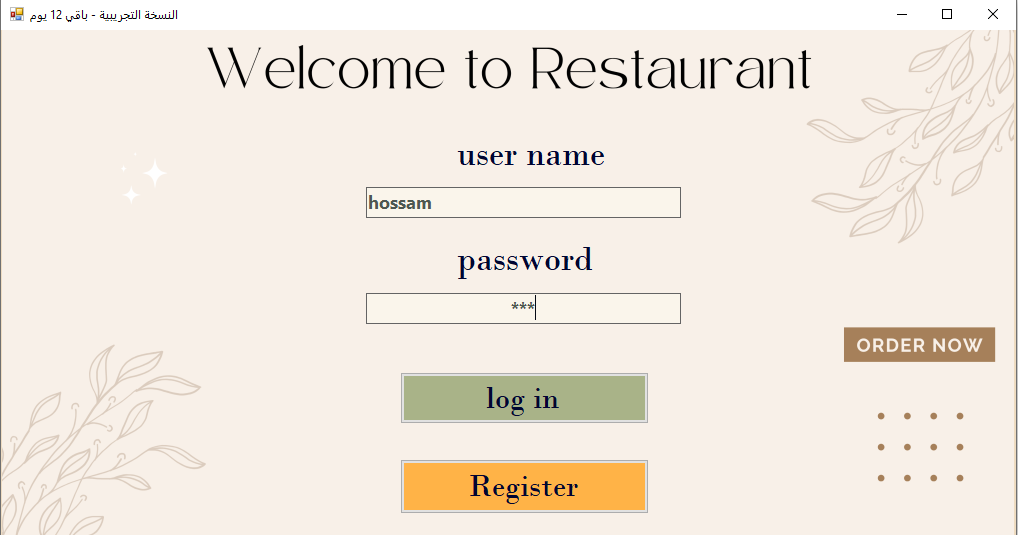 النسخة التجريبية - باقي 12 يوم
Welcome to Restaurant
user name
hossam
password
***
ORDER NOW
log in
Register